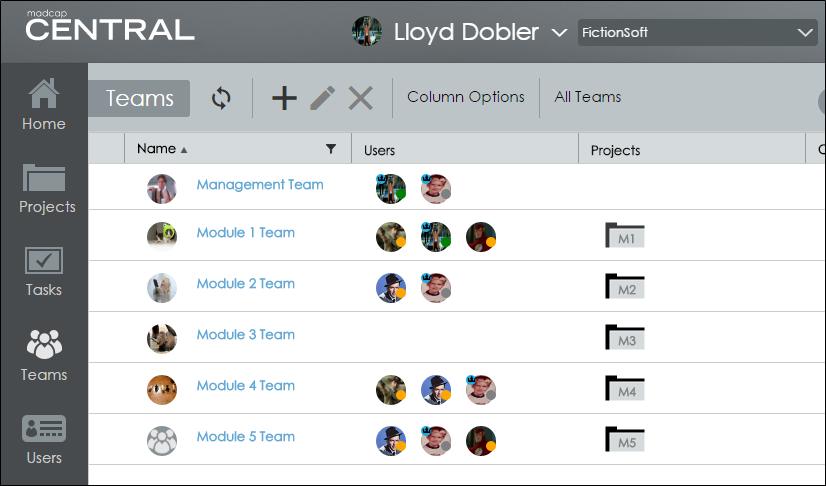 madcap
CENTRAL
Lloyd Dobler
FictionSoft
Teams
Column Options
All Teams
Home
Projects
Tasks
Teams
Users
Name
Users
Projects
Management Team
Module 1 Team
M1
Module 2 Team
M2
Module 3 Team
M3
Module 4 Team
M4
Module 5 Team
M5